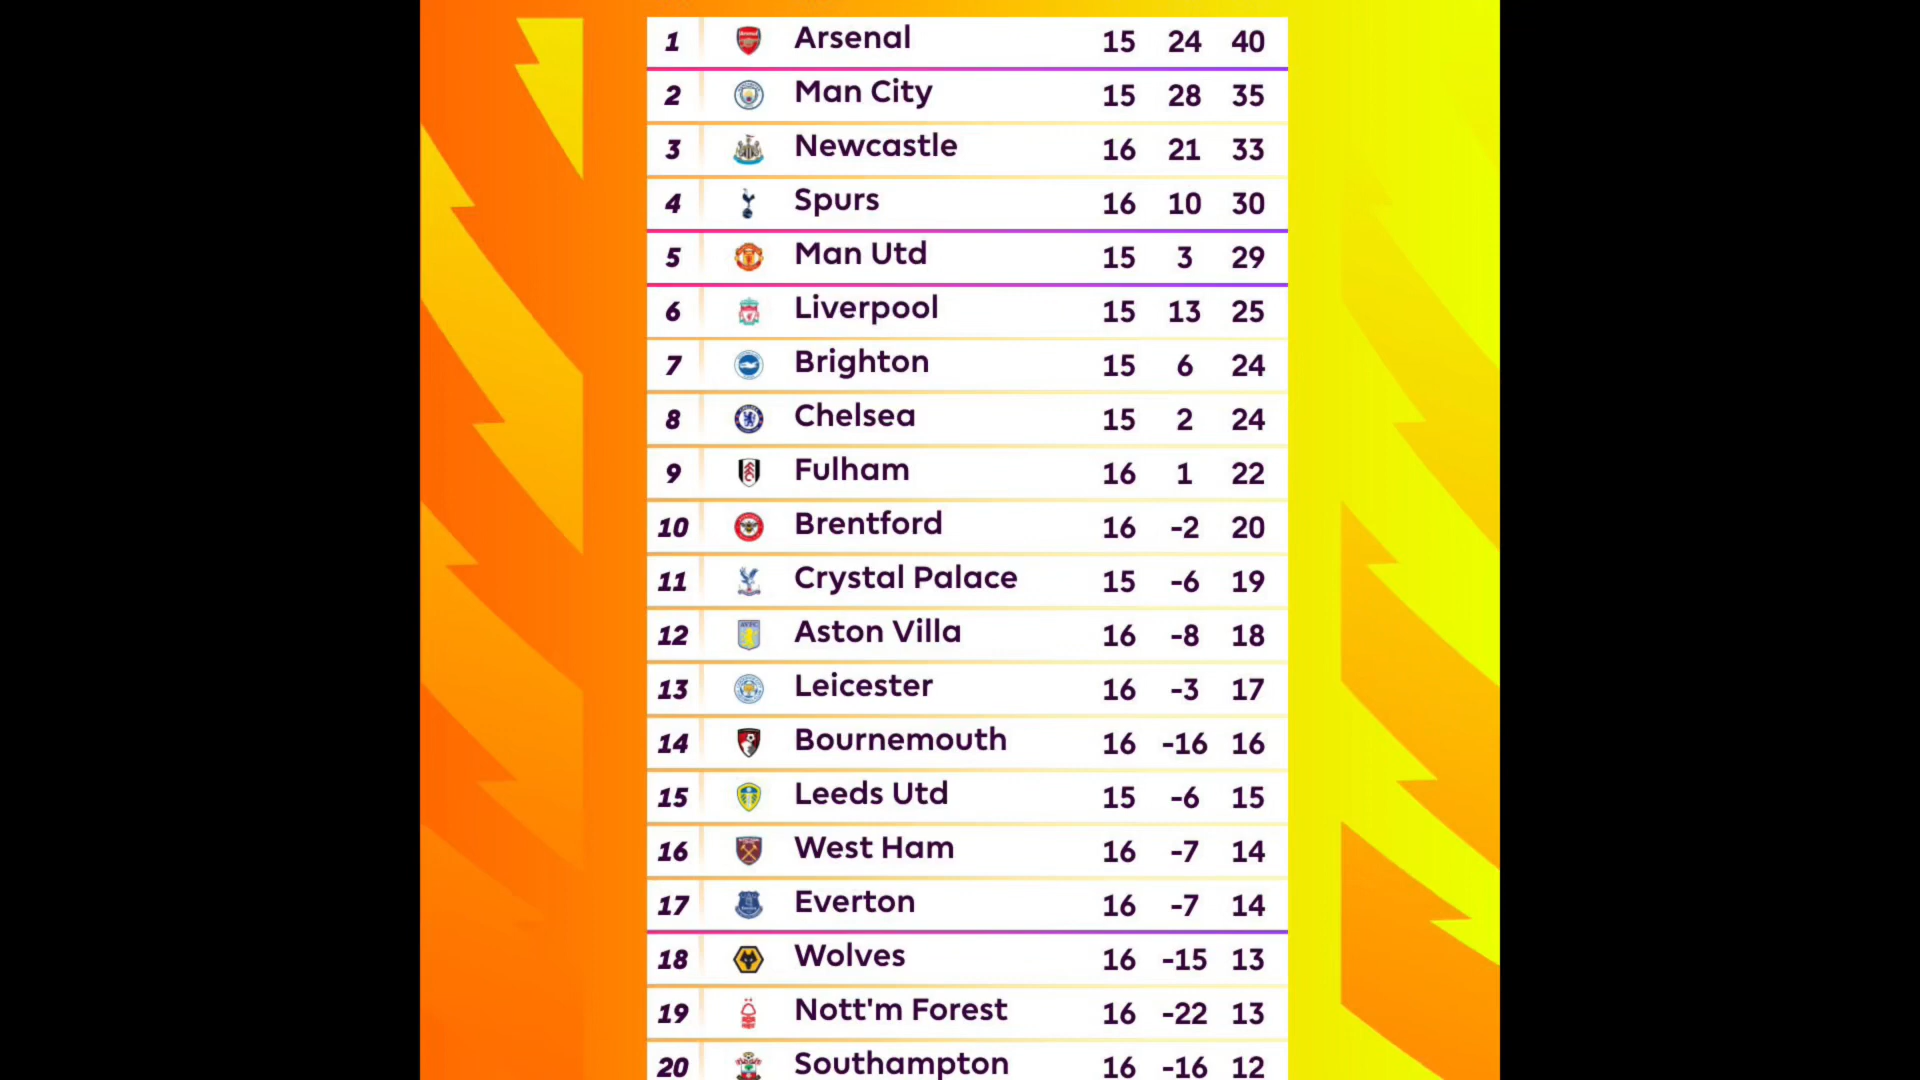 1 Arsenal 15 24 40
2 Man City 15 28 35
3 Newcastle 16 21 33
4 Spurs 16 10 30
5 Man Utd 15 3 29
6 Liverpool 15 13 25
7 Brighton 15 6 24
8 Chelsea 15 2 24
9 Fulham 16 1 22
10 Brentford 16 -2 20
11 Crystal Palace 15 -6 19
12 Aston Villa 16 -8 18
13 Leicester 16 -3 17
14 Bournemouth 16 -16 16
15 Leeds Utd 15 -6 15
16 West Ham 16 -7 14
17 Everton 16 -7 14
18 Wolves 16 -15 13
19 Nott'm Forest 16 -22 13
20 Southampton 16 -16 12